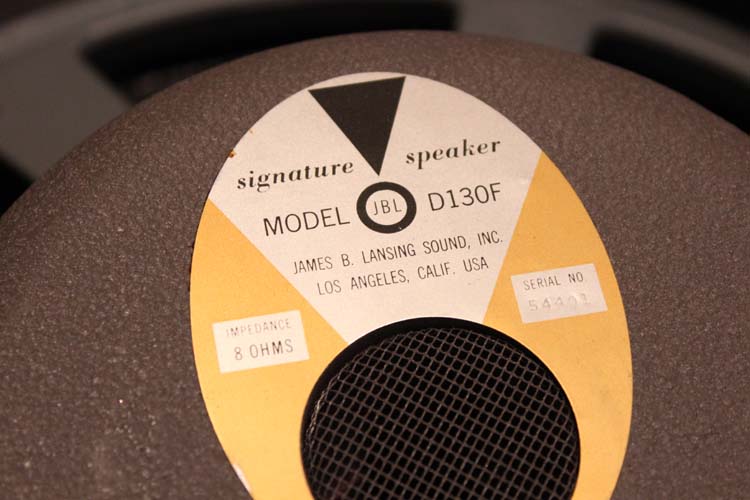 signature speaker
MODEL JBL D130F
JAMES B. LANSING SOUND, INC.
LOS ANGELES, CALIF. USA
SERIAL NO.
IMPEDANCE
8 OHMS